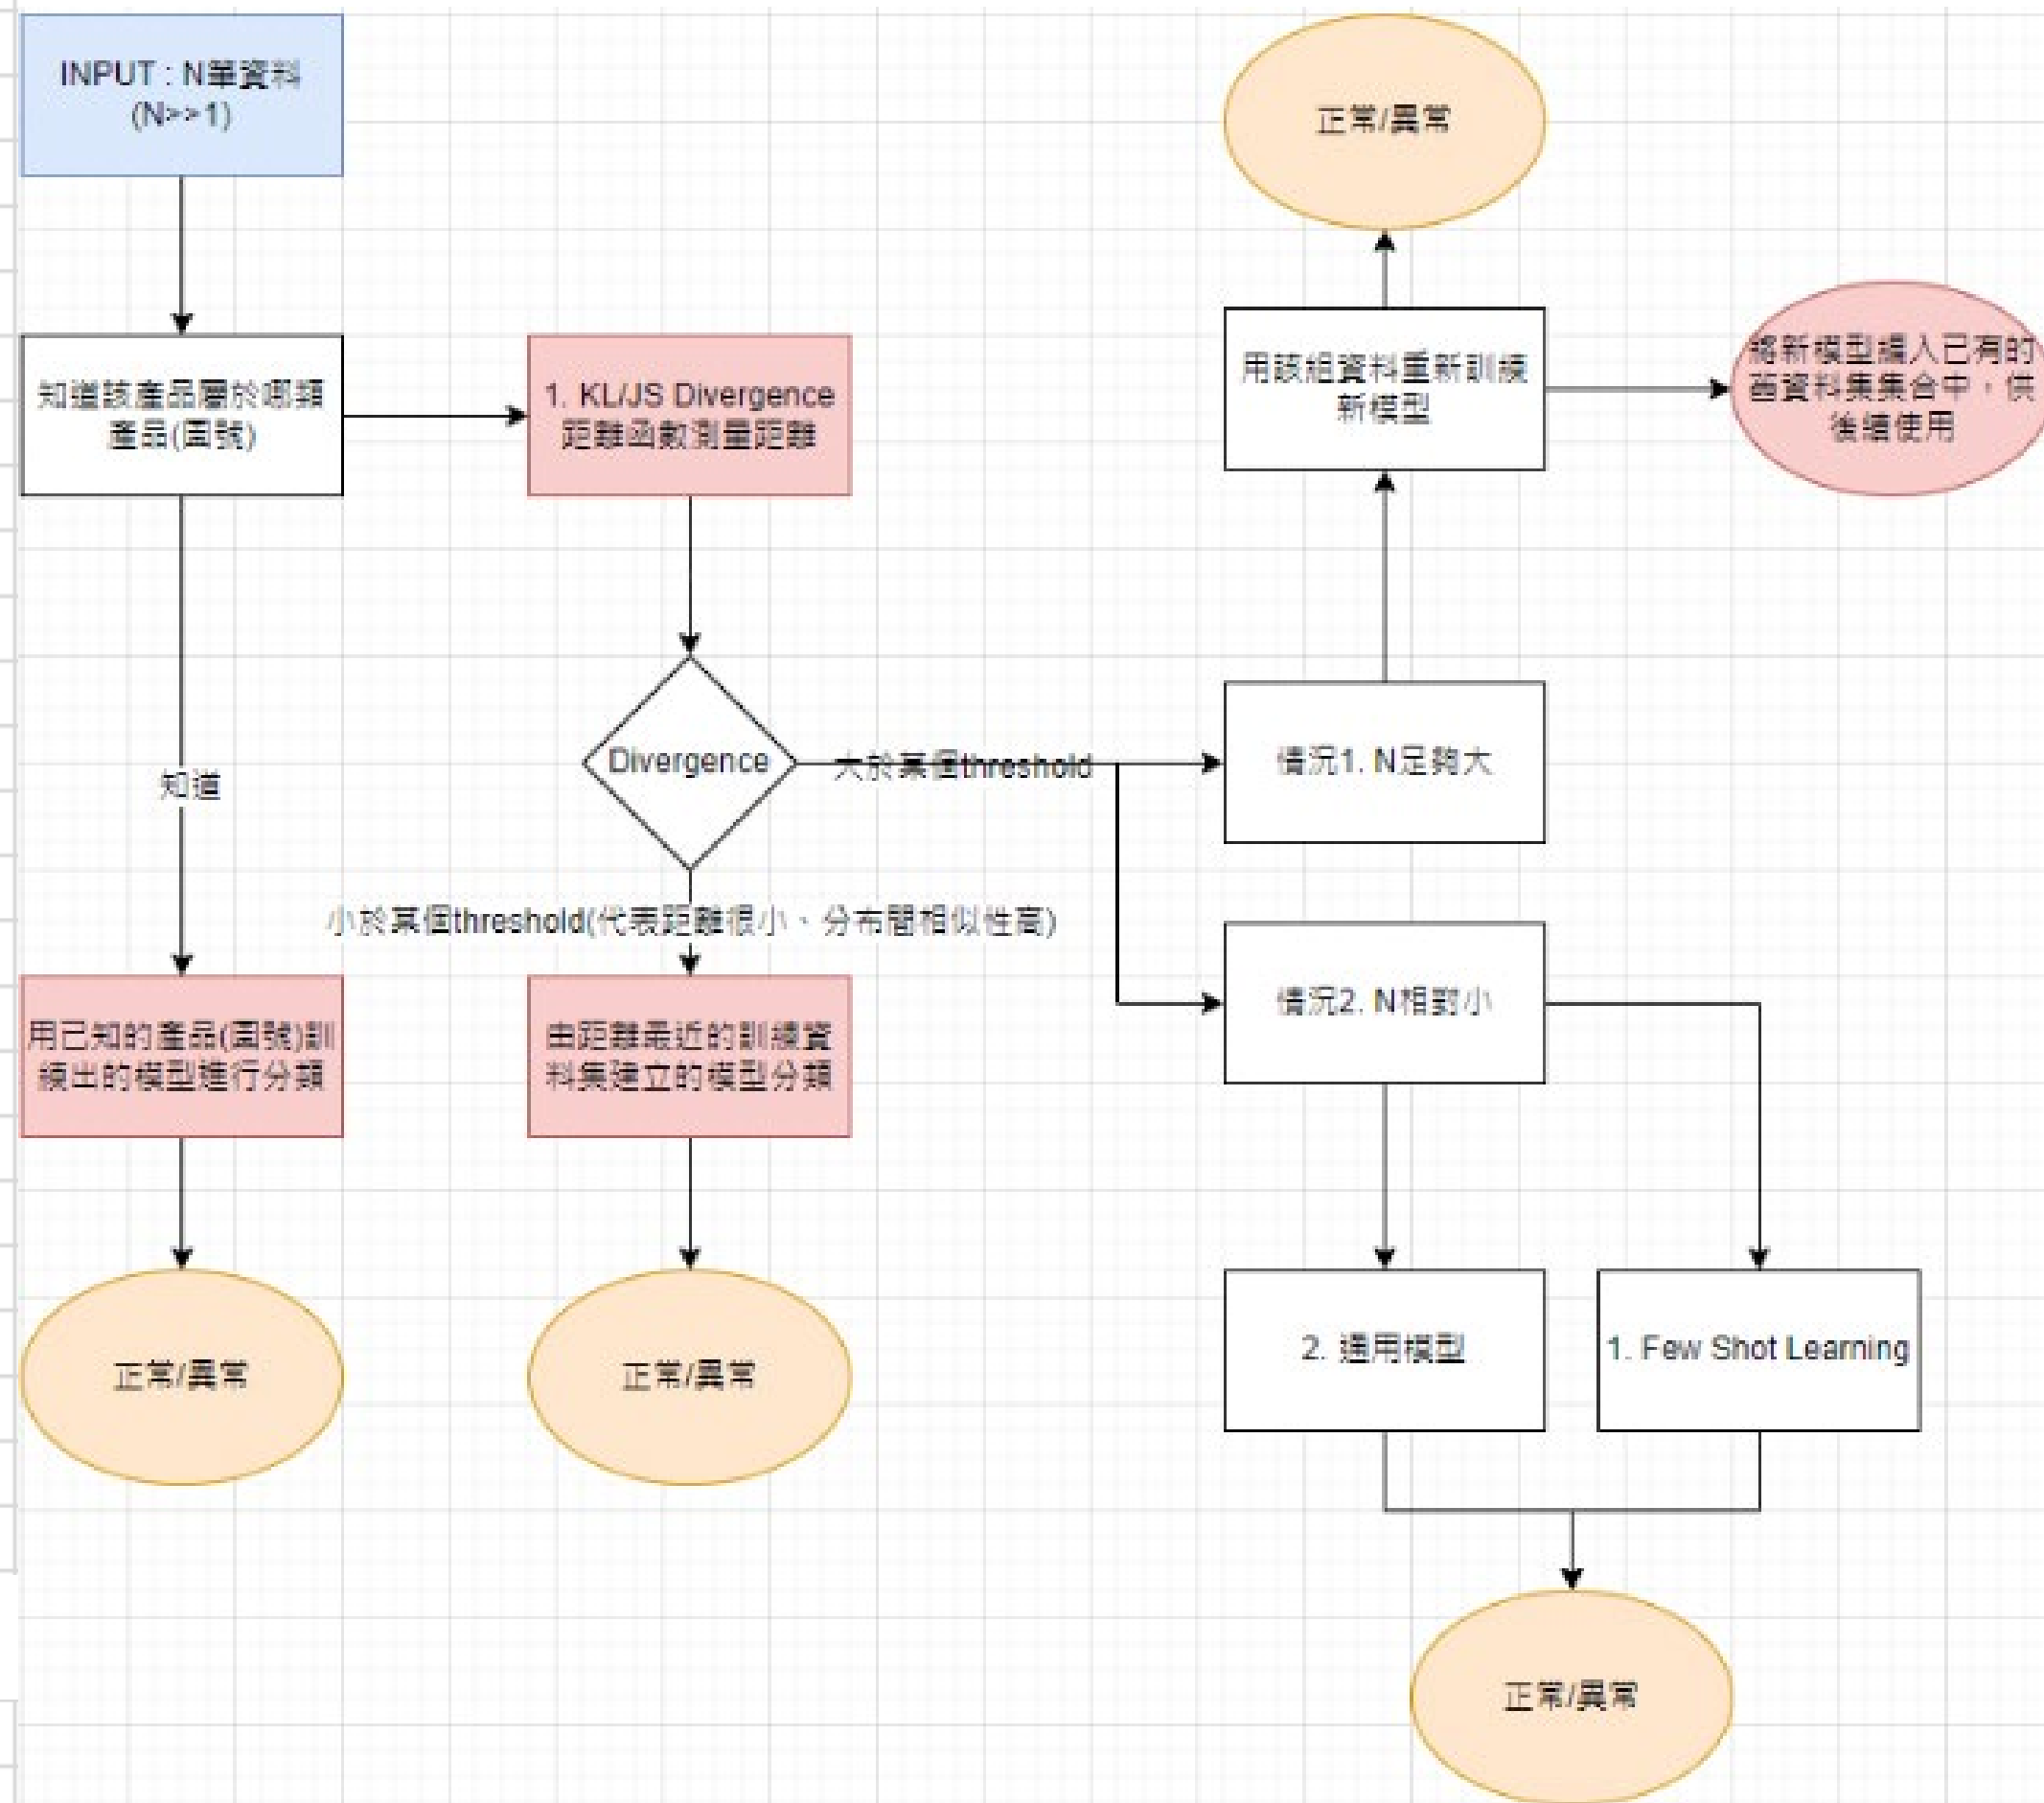 INPUT : N筆資料
(N>>1)
正常/異常
知道該產品屬於哪類
產品(圖號)
1. KL/JS Divergence
距離函數測量距離
用該組資料重新訓練
新模型
將新模型編入已有的
舊資料集集合中，供
後續使用
知道
Divergence
大於某個threshold
情況1. N足夠大
小於某個threshold(代表距離很小、分布間相似性高)
情況2. N相對小
用已知的產品(圖號)訓
練出的模型進行分類
由距離最近的訓練資
料集建立的模型分類
正常/異常
正常/異常
2. 通用模型
1. Few Shot Learning
正常/異常